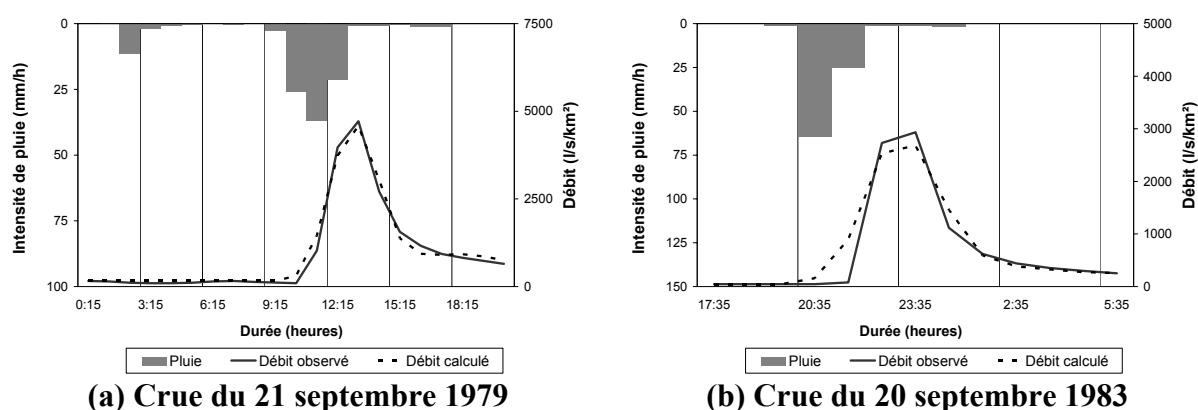 0
25
50
75
100
Intensité de pluie (mm/h)
7500
5000
2500
0
Débit (l/s/km²)
0:15 3:15 6:15 9:15 12:15 15:15 18:15
Durée (heures)
Pluie Débit observé Débit calculé
(a) Crue du 21 septembre 1979
0
25
50
75
100
125
150
Intensité de pluie (mm/h)
5000
4000
3000
2000
1000
0
Débit (l/s/km²)
17:35 20:35 23:35 2:35 5:35
Durée (heures)
Pluie Débit observé Débit calculé
(b) Crue du 20 septembre 1983